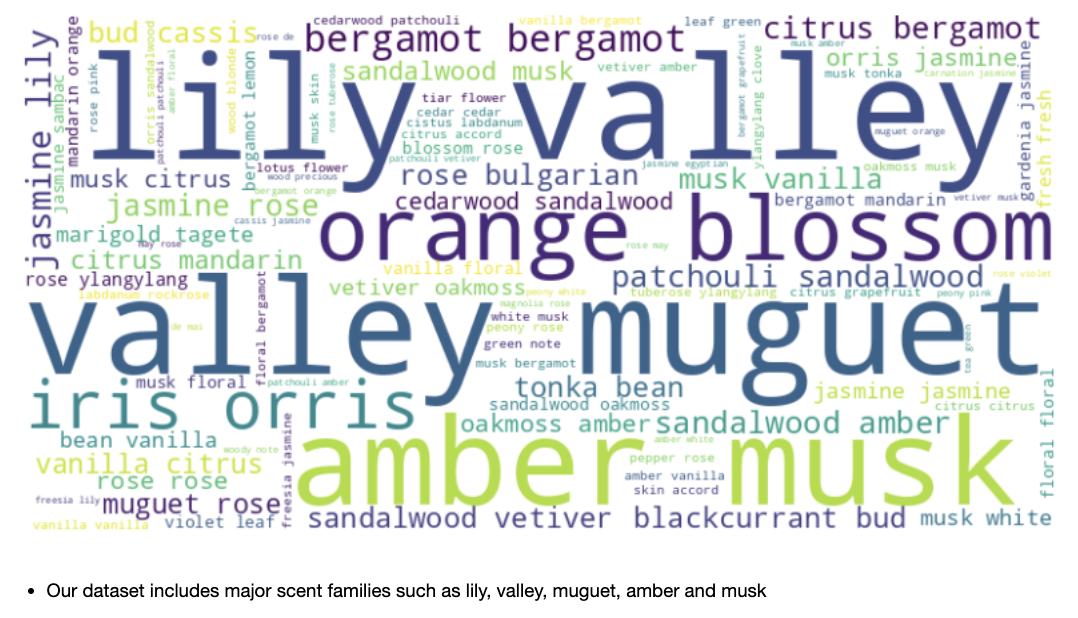 cedarwood patchouli
vanilla bergamot
leaf green
citrus bergamot
bud cassis
rose de
bergamot bergamot
musk amber
jasmine lily
mandarin orange
jasmine sambac
rose pink
orris sandalwood
patchouli patchouli
amber floral
wood blonde
bergamot lemon
musk skin
rose tuberose
lily valley
sandalwood musk
vetiver amber
bergamot grapefruit
ylangylang clove
orris jasmine
musk tonka
carnation jasmine
gardenia jasmine
fresh fresh
tiar flower
cedar cedar
cistus labdanum
citrus accord
blossom rose
patchouli vetiver
muguet orange
lotus flower
wood precious
musk citrus
bergamot orange
rose bulgarian
jasmine egyptian
musk vanilla
oakmoss musk
jasmine rose
cassis jasmine
cedarwood sandalwood
bergamot mandarin
vetiver musk
orange blossom
marigold tagete
may rose
rose may
citrus mandarin
rose ylangylang
labdanum rockrose
vanilla floral
patchouli sandalwood
rose violet
vetiver oakmoss
peony white
tuberose ylangylang
citrus grapefruit
peony pink
valley muguet
de mai
floral bergamot
magnolia rose
white musk
peony rose
green note
musk bergamot
tea green
musk floral
patchouli amber
tonka bean
jasmine jasmine
iris orris
sandalwood oakmoss
citrus citrus
floral floral
oakmoss amber
sandalwood amber
bean vanilla
woody note
freesia jasmine
amber musk
amber white
vanilla citrus
pepper rose
rose rose
amber vanilla
skin accord
freesia lily
muguet rose
vanilla vanilla
violet leaf
sandalwood vetiver
blackcurrant bud
musk white
• Our dataset includes major scent families such as lily, valley, muguet, amber and musk